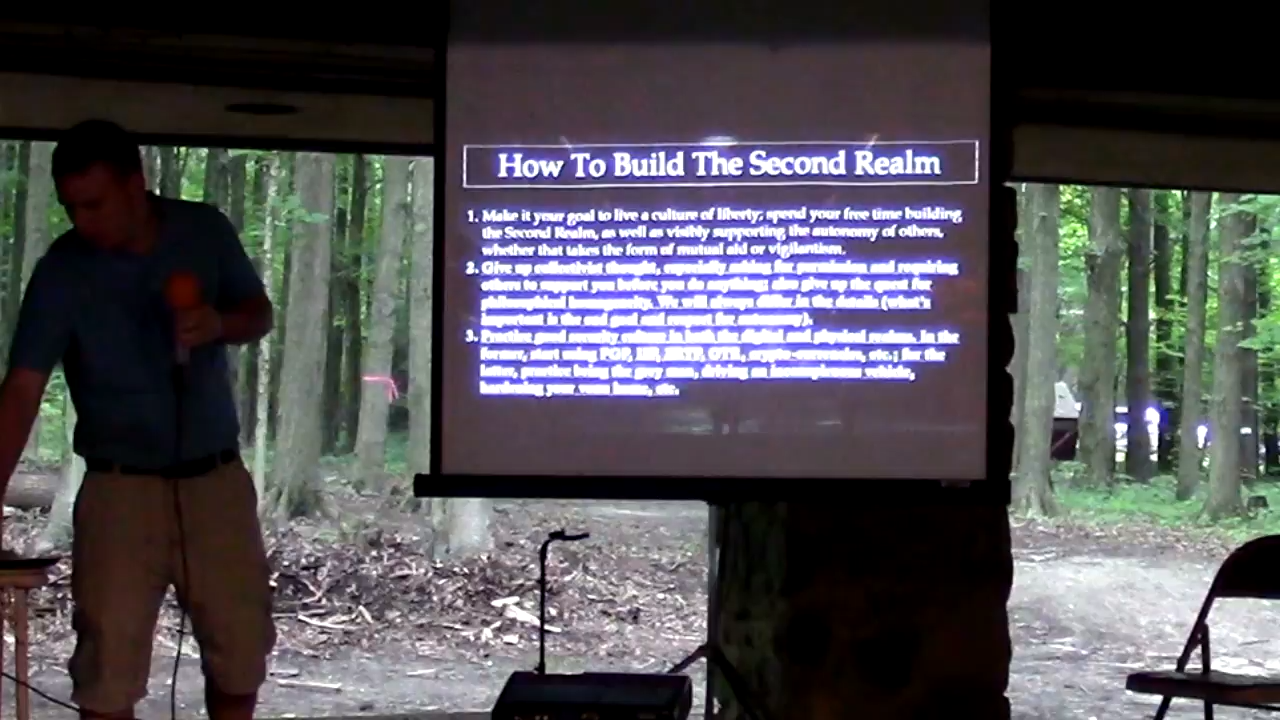 How To Build The Second Realm
1. Make it your goal to live a culture of liberty, spend your free time building
the Second Realm, as well as visibly supporting the autonomy of others,
whether that takes the form of mutual aid or vigilantism.
2. Give up collectivist thought, especially asking for permission and requiring
others to support you before you do anything; also give up the quest for
philosophical We will always differ in the details (what's
important is the end goal and respect for autonomy).
3. Practice good security culture in both the digital and physical realms. In the
former, start using PGP, OTR, crypto-currencies, etc.; for the
latter, practice being the grey man, driving an inconspicuous vehicle,
hardening your own home, etc.